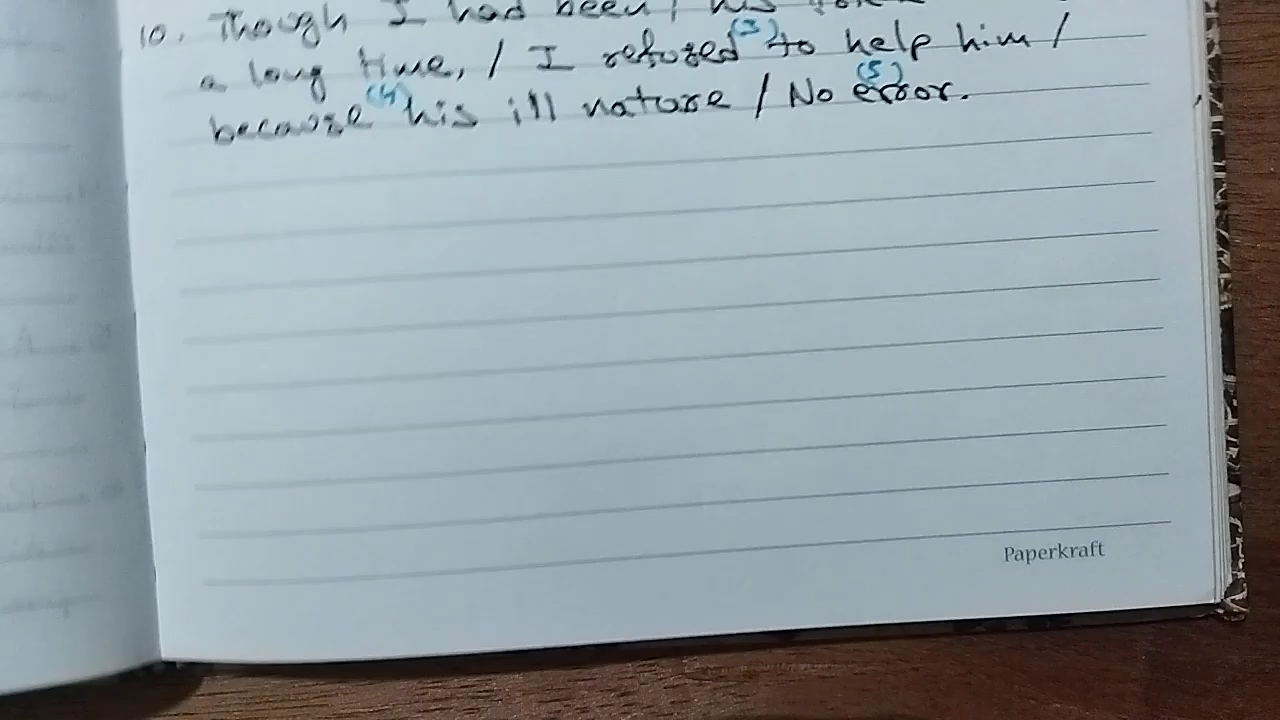 10. Though I had been / his
(3)
a long time, / I refused to help him /
(4) (5)
because his ill nature / No error.
Paperkraft